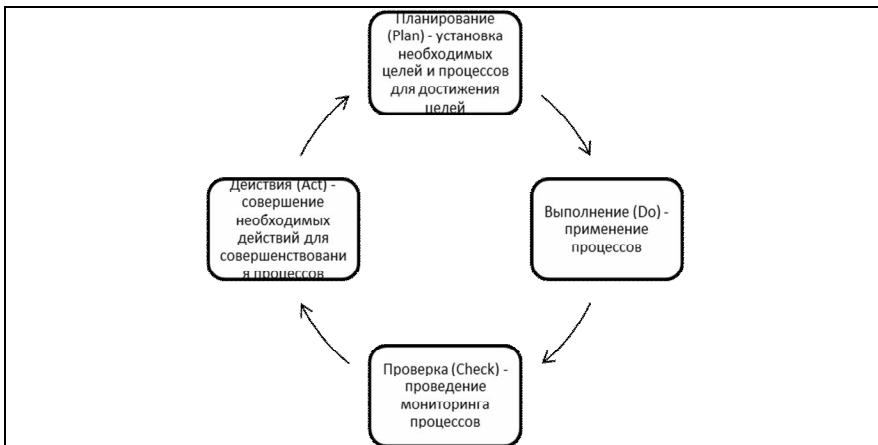 Планирование
(Plan) - установка
необходимых
целей и процессов
для достижения
целей
Действия (Act) -
совершение
необходимых
действий для
совершенствовани
я процессов
Выполнение (Do) -
применение
процессов
Проверка (Check) -
проведение
мониторинга
процессов